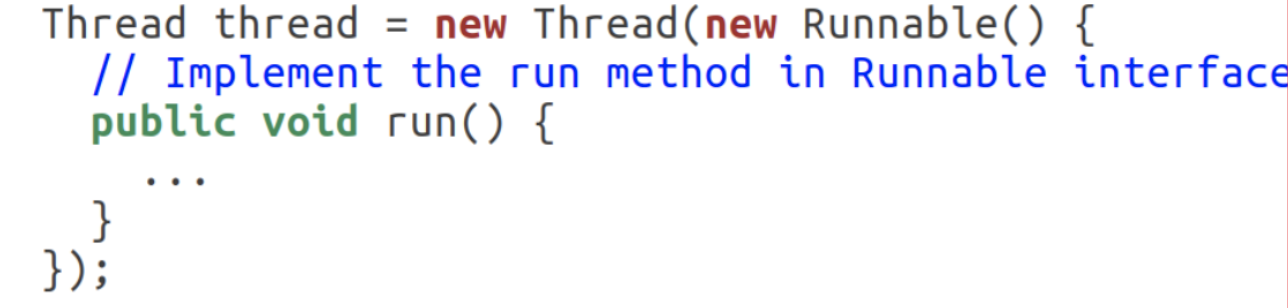 Thread thread = new Thread(new Runnable() {
// Implement the run method in Runnable interface
public void run() {
...
}
});